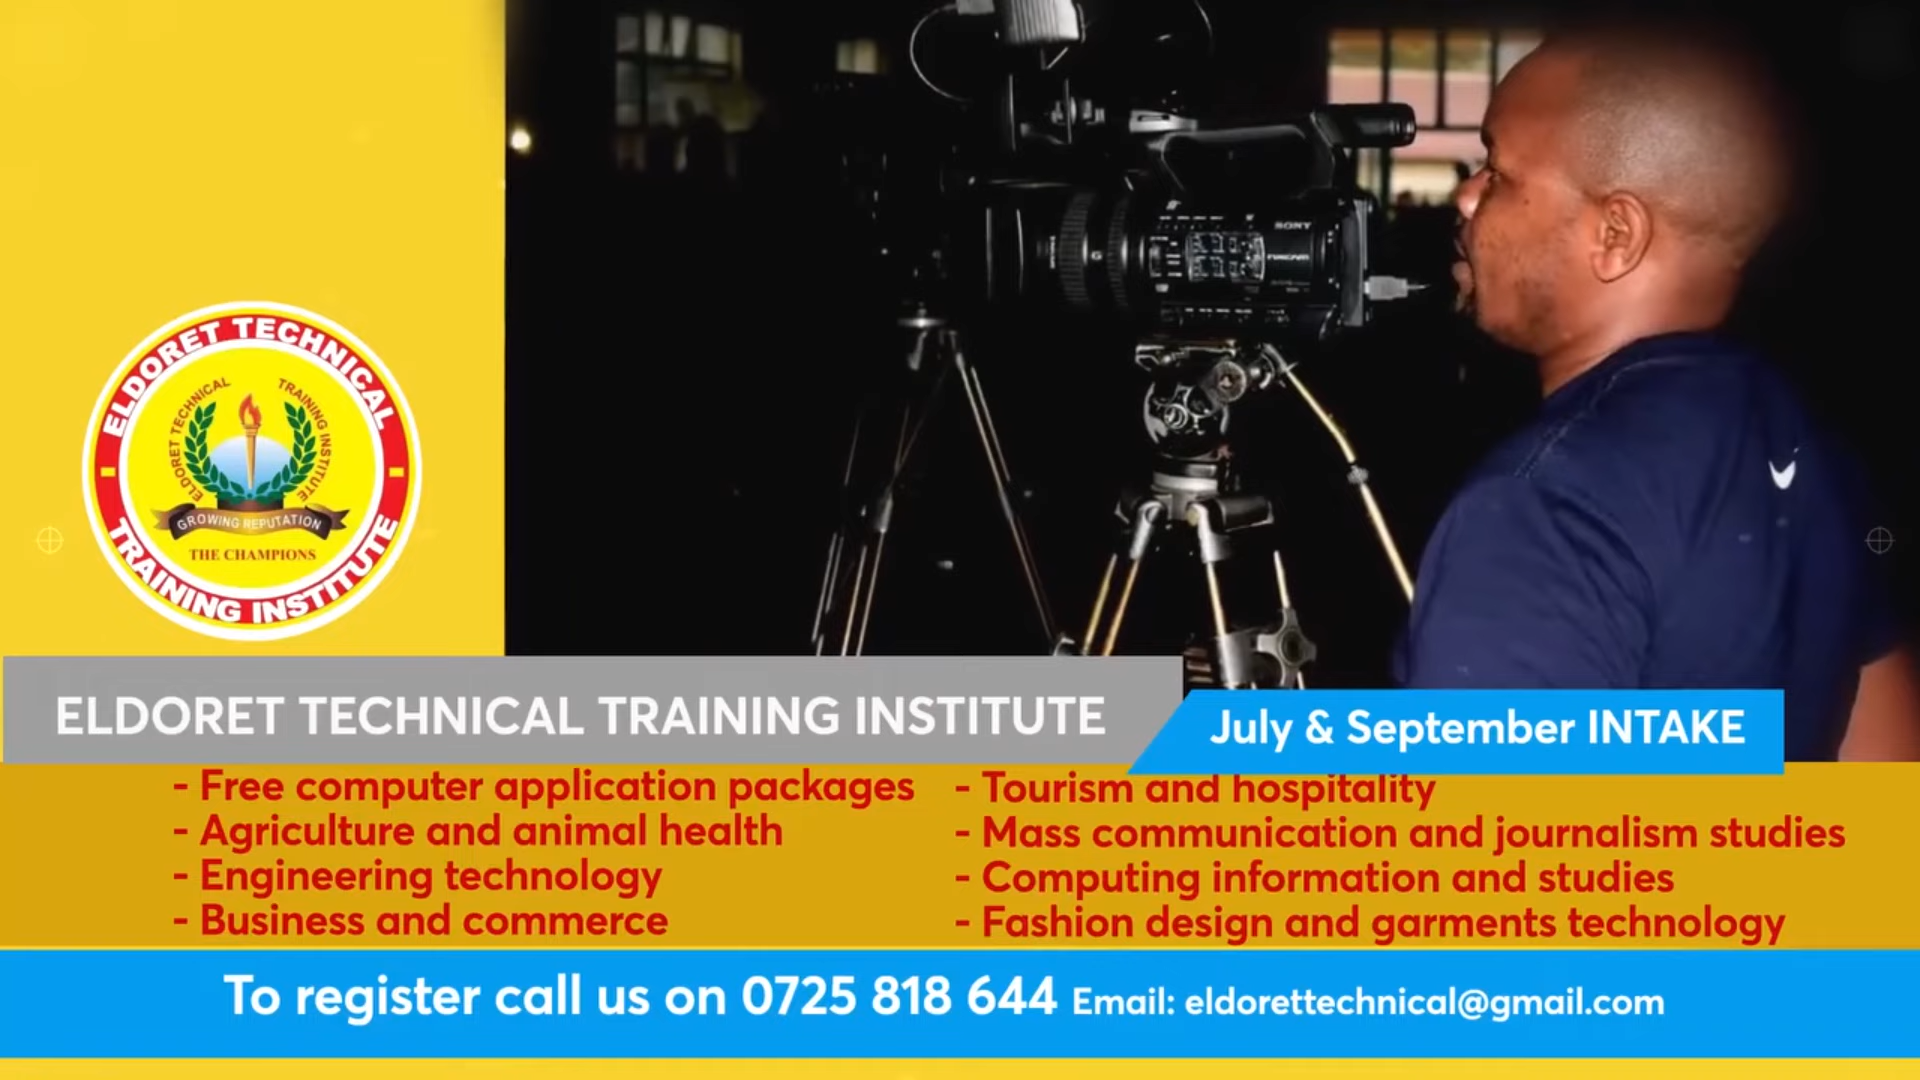 ELDORET TECHNICAL
ELDORET TECHNICAL
TRAINING INSTITUTE
GROWING REPUTATION
THE CHAMPIONS
TRAINING INSTITUTE
SONY
G
ELDORET TECHNICAL TRAINING INSTITUTE
July & September INTAKE
- Free computer application packages
- Agriculture and animal health
- Engineering technology
- Business and commerce
- Tourism and hospitality
- Mass communication and journalism studies
- Computing information and studies
- Fashion design and garments technology
To register call us on 0725 818 644 Email: eldorettechnical@gmail.com